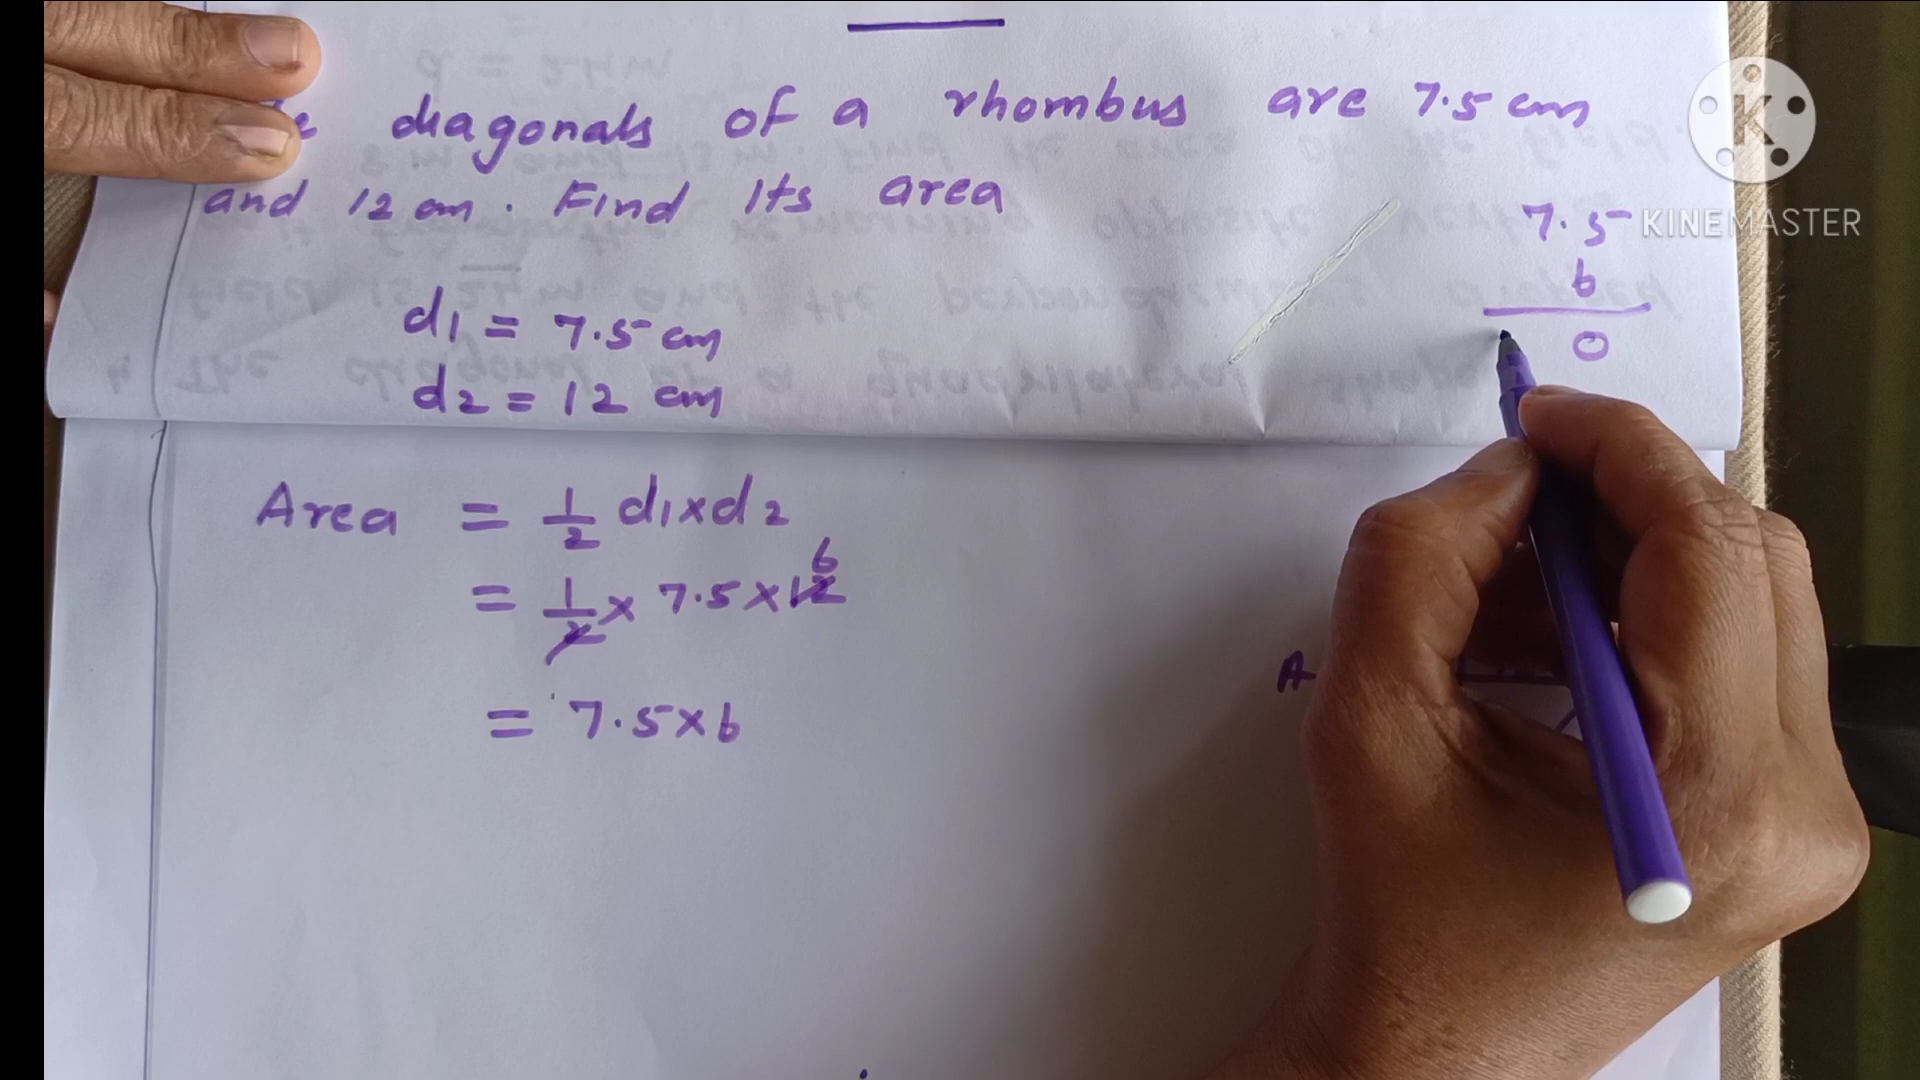 diagonals of a rhombus are 7.5 cm
and 12 cm. Find Its area
d1 = 7.5 cm
d2 = 12 cm
Area = 1/2 d1 x d2
= 1/2 x 7.5 x 12 6
= 7.5 x 6
7.5
6
0
A
K
KINEMASTER